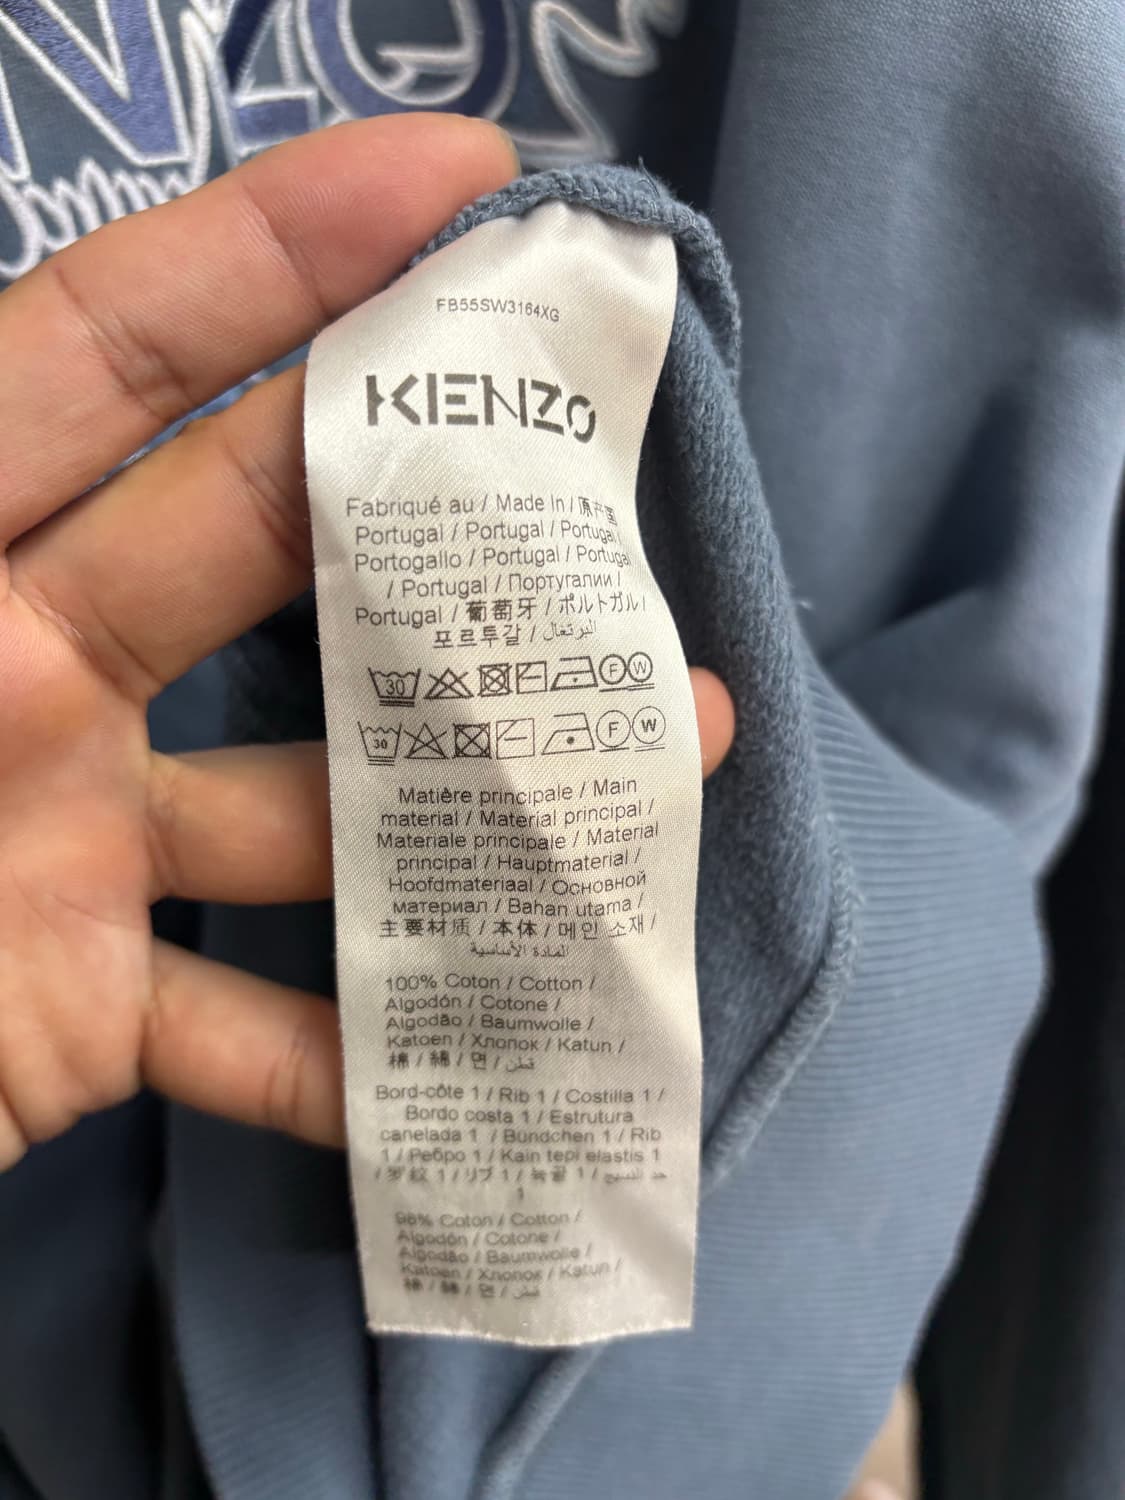 NZO
FB55SW3164XG
KENZO
Fabriqué au / Made In / 原产国
Portugal / Portugal / Portugal /
Portogallo / Portugal / Portugal
/ Portugal / Португалии /
Portugal / 葡萄牙 / ポルトガル /
포르투갈 / البرتغال
30 F W
30 F W
Matière principale / Main
material / Material principal /
Materiale principale / Material
principal / Hauptmaterial /
Hoofdmateriaal / Основной
материал / Bahan utama /
主要材质 / 本体 / 메인 소재 /
المادة الأساسية
100% Coton / Cotton /
Algodón / Cotone /
Algodão / Baumwolle /
Katoen / Хлопок / Katun /
棉 / 綿 / 면 / قطن
Bord-côte 1 / Rib 1 / Costilla 1 /
Bordo costa 1 / Estrutura
canelada 1 / Bündchen 1 / Rib
1 / Ребро 1 / Kain tepi elastis 1
/ 罗纹 1 / リブ 1 / 1 /
1
98% Coton / Cotton /
Algodón / Cotone /
Algodão / Baumwolle /
Katoen / Хлопок / Katun /
棉 / 綿 / 면 / قطن